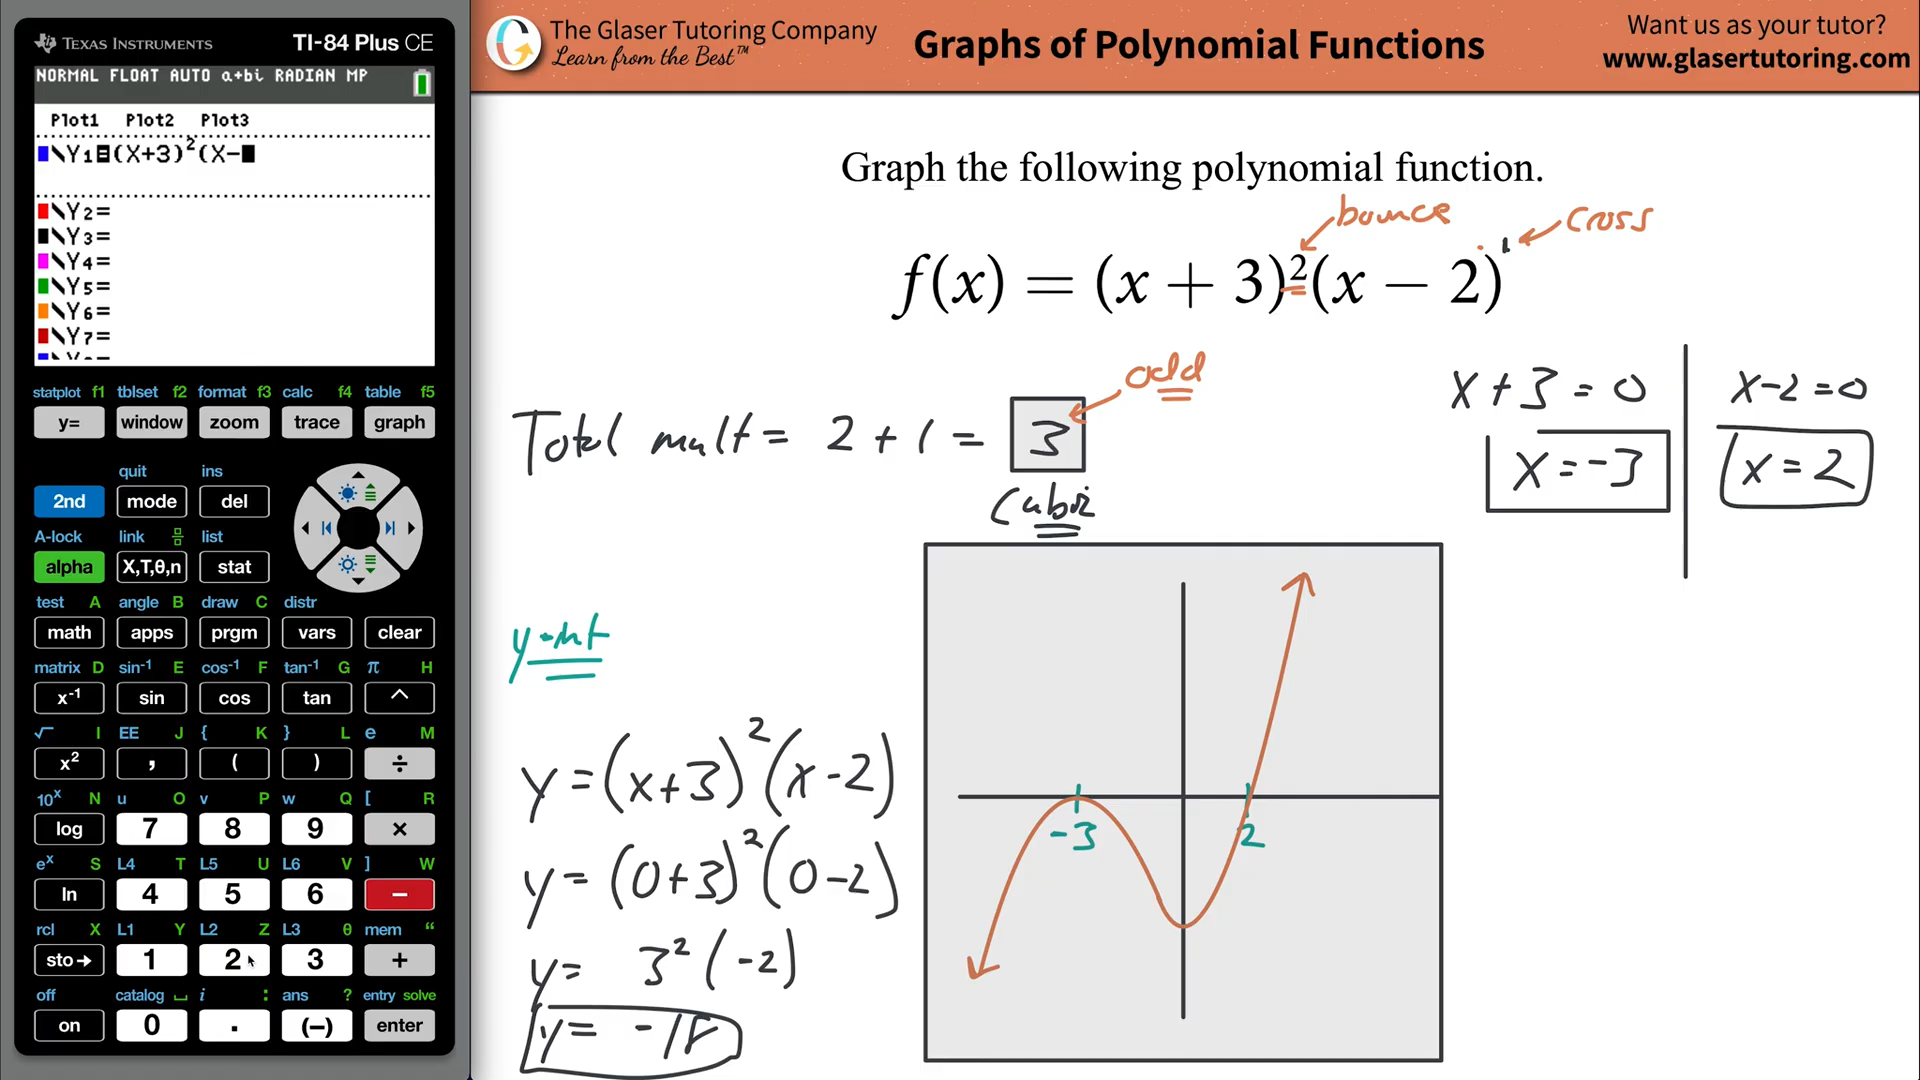 TEXAS INSTRUMENTS TI-84 Plus CE
NORMAL FLOAT AUTO a+bi RADIAN MP
Plot1 Plot2 Plot3
\Y1=(X+3)²(X-
\Y2=
\Y3=
\Y4=
\Y5=
\Y6=
\Y7=
statplot f1 tblset f2 format f3 calc f4 table f5
y= window zoom trace graph
quit ins
2nd mode del
A-lock link list
alpha X,T,θ,n stat
test A angle B draw C distr
math apps prgm vars clear
matrix D sin⁻¹ E cos⁻¹ F tan⁻¹ G π H
x⁻¹ sin cos tan ^
√ I EE J { K } L e M
x² , ( ) ÷
10ˣ N u O v P w Q [ R
log 7 8 9 ×
eˣ S L4 T L5 U L6 V ] W
ln 4 5 6 −
rcl X L1 Y L2 Z L3 θ mem “
sto→ 1 2 3 +
off catalog ⎵ i : ans ? entry solve
on 0 . (−) enter
The Glaser Tutoring Company
Learn from the Best™
Graphs of Polynomial Functions
Want us as your tutor?
www.glasertutoring.com
Graph the following polynomial function.
bounce
cross
f(x) = (x + 3)²(x − 2)¹
odd
Total mult = 2 + 1 = 3
Cubic
x + 3 = 0
x = -3
x-2=0
x = 2
y-int
y = (x+3)²(x-2)
y = (0+3)²(0-2)
y = 3²(-2)
y = -18
-3
2